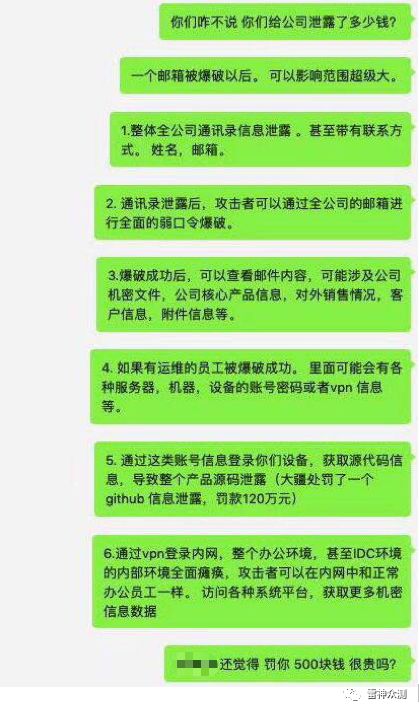 你们咋不说 你们给公司泄露了多少钱?
一个邮箱被爆破以后。 可以影响范围超级大。
1.整体全公司通讯录信息泄露 。甚至带有联系方
式。 姓名，邮箱。
2. 通讯录泄露后，攻击者可以通过全公司的邮箱进
行全面的弱口令爆破。
3.爆破成功后，可以查看邮件内容，可能涉及公司
机密文件，公司核心产品信息，对外销售情况，客
户信息，附件信息等。
4. 如果有运维的员工被爆破成功。 里面可能会有各
种服务器，机器，设备的账号密码或者vpn 信息
等。
5. 通过这类账号信息登录你们设备，获取源代码信
息，导致整个产品源码泄露（大疆处罚了一个
github 信息泄露，罚款120万元）
6.通过vpn登录内网，整个办公环境，甚至IDC环境
的内部环境全面瘫痪，攻击者可以在内网中和正常
办公员工一样。 访问各种系统平台，获取更多机密
信息数据
还觉得 罚你 500块钱 很贵吗?
雷神众测